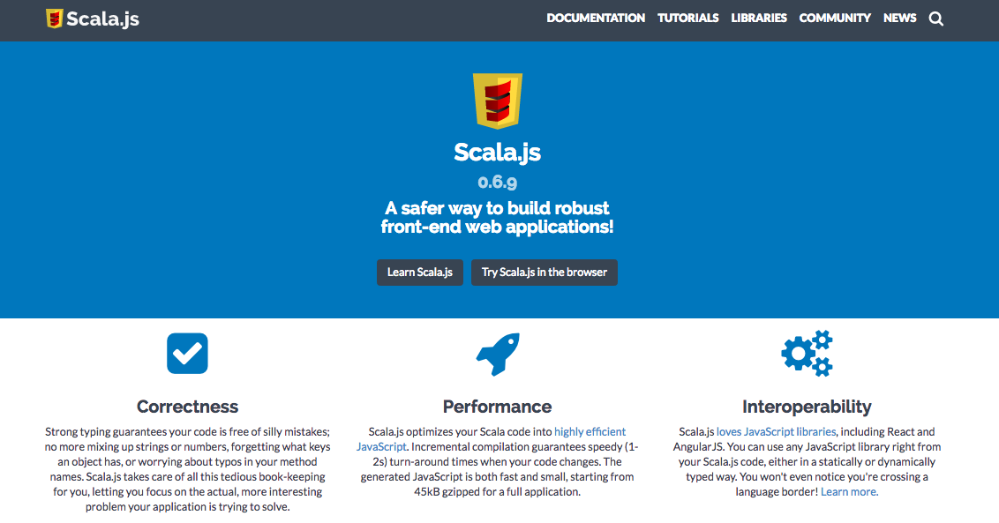 Scala.js
DOCUMENTATION TUTORIALS LIBRARIES COMMUNITY NEWS
Scala.js
0.6.9
A safer way to build robust
front-end web applications!
Learn Scala.js
Try Scala.js in the browser
Correctness
Strong typing guarantees your code is free of silly mistakes;
no more mixing up strings or numbers, forgetting what keys
an object has, or worrying about typos in your method
names. Scala.js takes care of all this tedious book-keeping
for you, letting you focus on the actual, more interesting
problem your application is trying to solve.
Performance
Scala.js optimizes your Scala code into highly efficient
JavaScript. Incremental compilation guarantees speedy (1-
2s) turn-around times when your code changes. The
generated JavaScript is both fast and small, starting from
45kB gzipped for a full application.
Interoperability
Scala.js loves JavaScript libraries, including React and
AngularJS. You can use any JavaScript library right from
your Scala.js code, either in a statically or dynamically
typed way. You won't even notice you're crossing a
language border! Learn more.